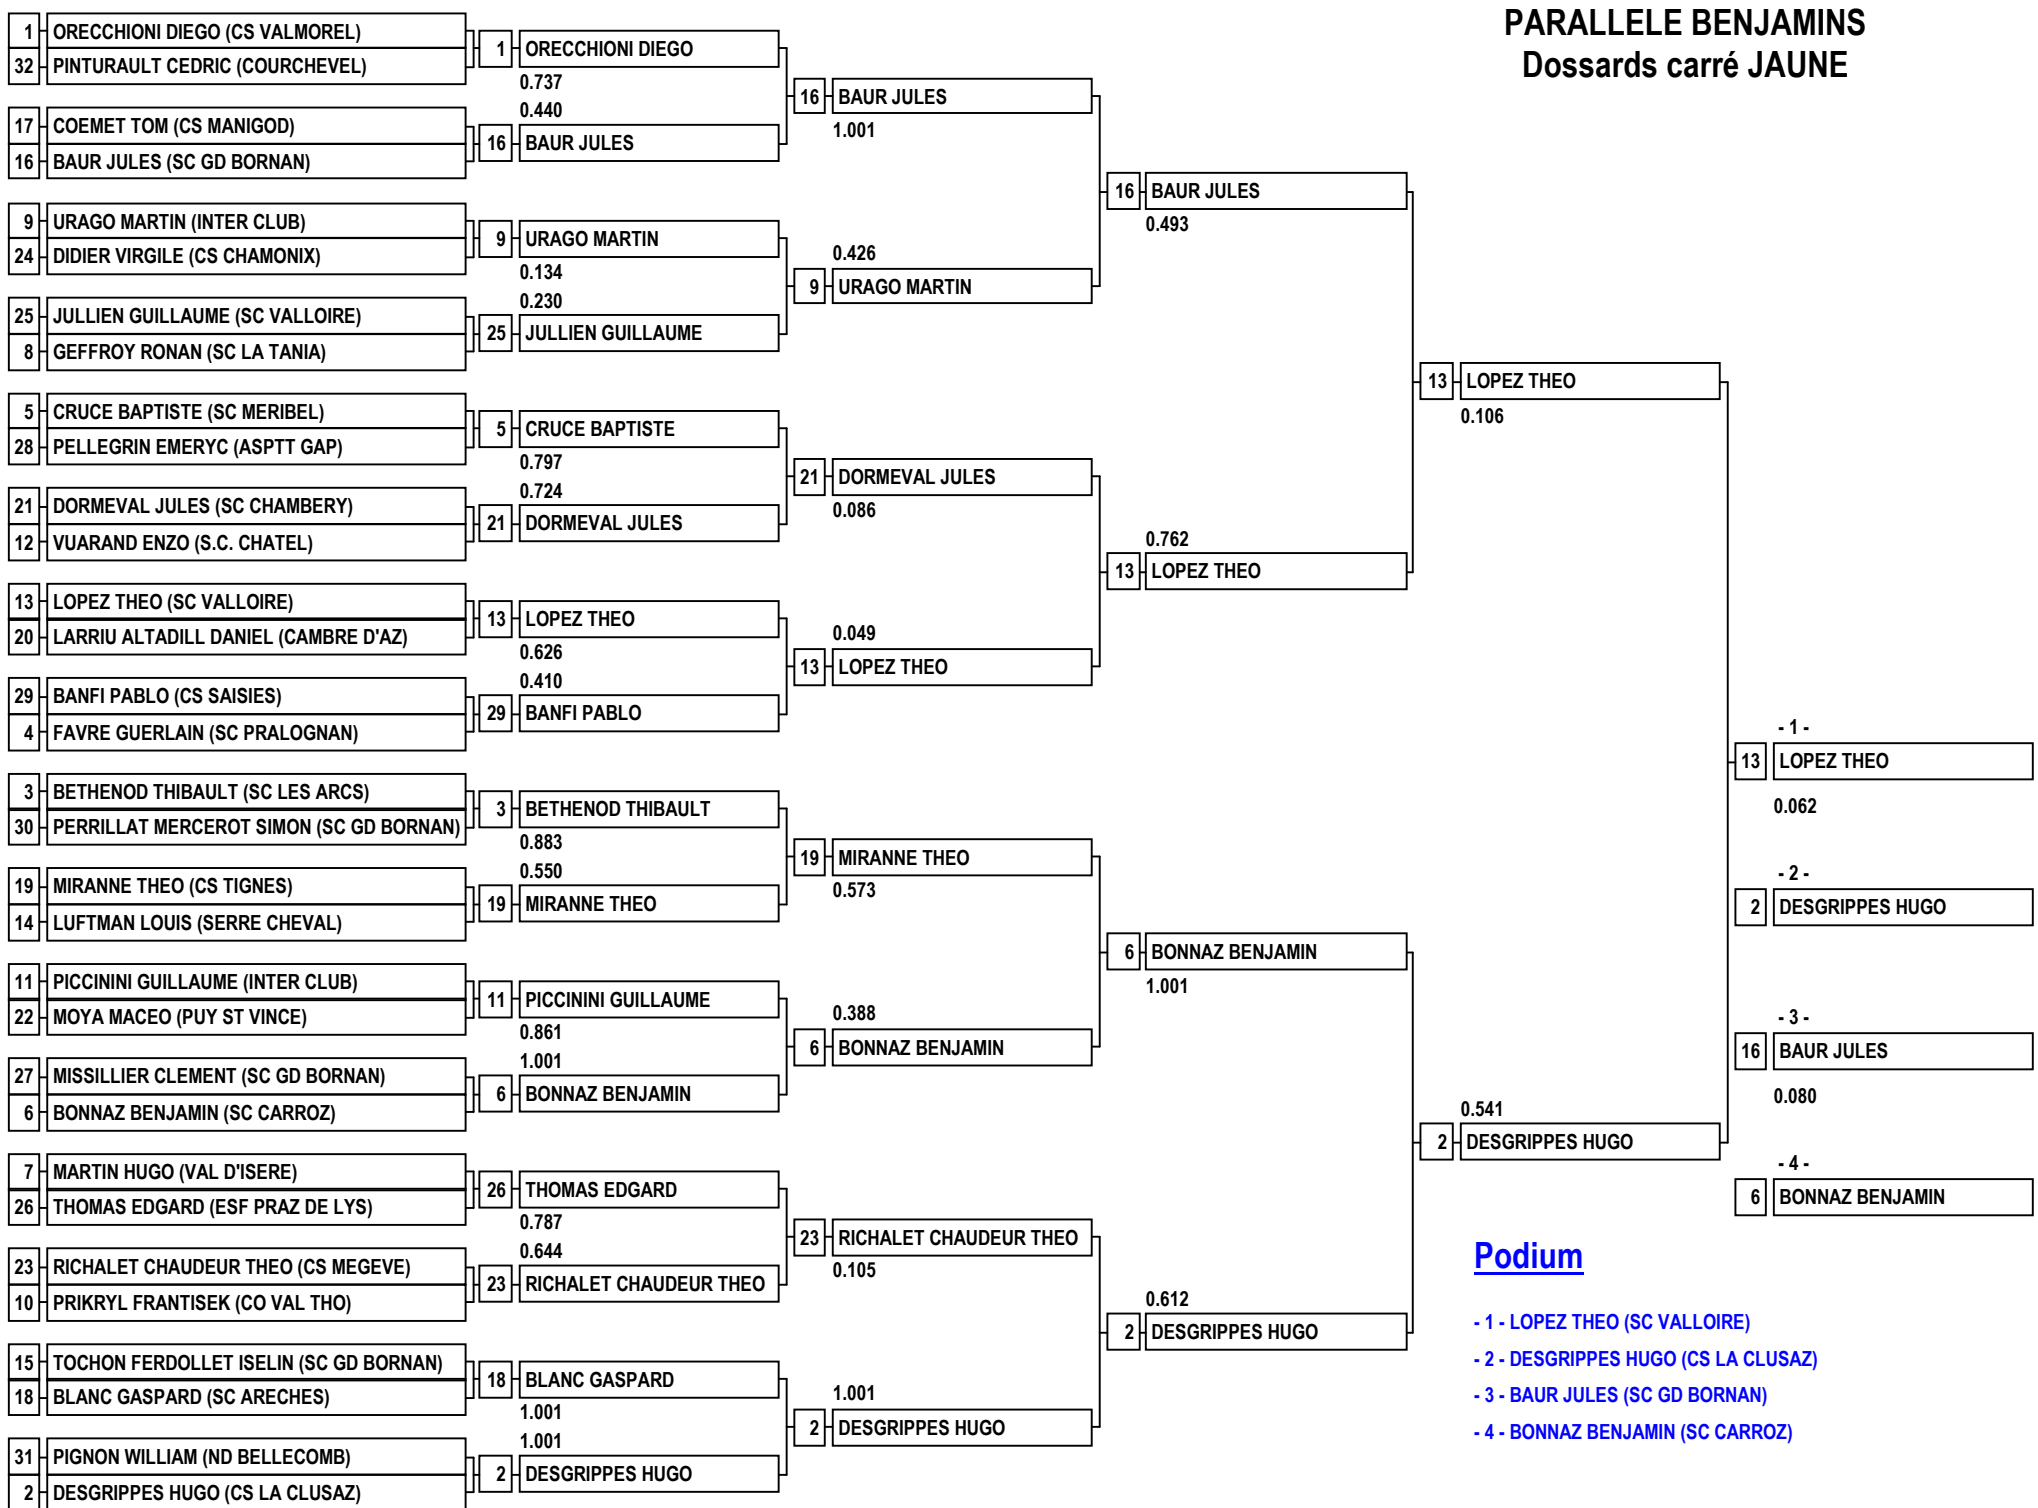 PARALLELE BENJAMINS
Dossards carré JAUNE
1 ORECCHIONI DIEGO (CS VALMOREL)
32 PINTURAULT CEDRIC (COURCHEVEL)
17 COEMET TOM (CS MANIGOD)
16 BAUR JULES (SC GD BORNAN)
9 URAGO MARTIN (INTER CLUB)
24 DIDIER VIRGILE (CS CHAMONIX)
25 JULLIEN GUILLAUME (SC VALLOIRE)
8 GEFFROY RONAN (SC LA TANIA)
5 CRUCE BAPTISTE (SC MERIBEL)
28 PELLEGRIN EMERYC (ASPTT GAP)
21 DORMEVAL JULES (SC CHAMBERY)
12 VUARAND ENZO (S.C. CHATEL)
13 LOPEZ THEO (SC VALLOIRE)
20 LARRIU ALTADILL DANIEL (CAMBRE D'AZ)
29 BANFI PABLO (CS SAISIES)
4 FAVRE GUERLAIN (SC PRALOGNAN)
3 BETHENOD THIBAULT (SC LES ARCS)
30 PERRILLAT MERCEROT SIMON (SC GD BORNAN)
19 MIRANNE THEO (CS TIGNES)
14 LUFTMAN LOUIS (SERRE CHEVAL)
11 PICCININI GUILLAUME (INTER CLUB)
22 MOYA MACEO (PUY ST VINCE)
27 MISSILLIER CLEMENT (SC GD BORNAN)
6 BONNAZ BENJAMIN (SC CARROZ)
7 MARTIN HUGO (VAL D'ISERE)
26 THOMAS EDGARD (ESF PRAZ DE LYS)
23 RICHALET CHAUDEUR THEO (CS MEGEVE)
10 PRIKRYL FRANTISEK (CO VAL THO)
15 TOCHON FERDOLLET ISELIN (SC GD BORNAN)
18 BLANC GASPARD (SC ARECHES)
31 PIGNON WILLIAM (ND BELLECOMB)
2 DESGRIPPES HUGO (CS LA CLUSAZ)
1 ORECCHIONI DIEGO
0.737
0.440
16 BAUR JULES
9 URAGO MARTIN
0.134
0.230
25 JULLIEN GUILLAUME
5 CRUCE BAPTISTE
0.797
0.724
21 DORMEVAL JULES
13 LOPEZ THEO
0.626
0.410
29 BANFI PABLO
3 BETHENOD THIBAULT
0.883
0.550
19 MIRANNE THEO
11 PICCININI GUILLAUME
0.861
1.001
6 BONNAZ BENJAMIN
26 THOMAS EDGARD
0.787
0.644
23 RICHALET CHAUDEUR THEO
18 BLANC GASPARD
1.001
1.001
2 DESGRIPPES HUGO
16 BAUR JULES
1.001
0.426
9 URAGO MARTIN
21 DORMEVAL JULES
0.086
0.049
13 LOPEZ THEO
19 MIRANNE THEO
0.573
0.388
6 BONNAZ BENJAMIN
23 RICHALET CHAUDEUR THEO
0.105
1.001
2 DESGRIPPES HUGO
16 BAUR JULES
0.493
0.762
13 LOPEZ THEO
6 BONNAZ BENJAMIN
1.001
0.612
2 DESGRIPPES HUGO
13 LOPEZ THEO
0.106
0.541
2 DESGRIPPES HUGO
- 1 -
13 LOPEZ THEO
0.062
- 2 -
2 DESGRIPPES HUGO
- 3 -
16 BAUR JULES
0.080
- 4 -
6 BONNAZ BENJAMIN
Podium
- 1 - LOPEZ THEO (SC VALLOIRE)
- 2 - DESGRIPPES HUGO (CS LA CLUSAZ)
- 3 - BAUR JULES (SC GD BORNAN)
- 4 - BONNAZ BENJAMIN (SC CARROZ)